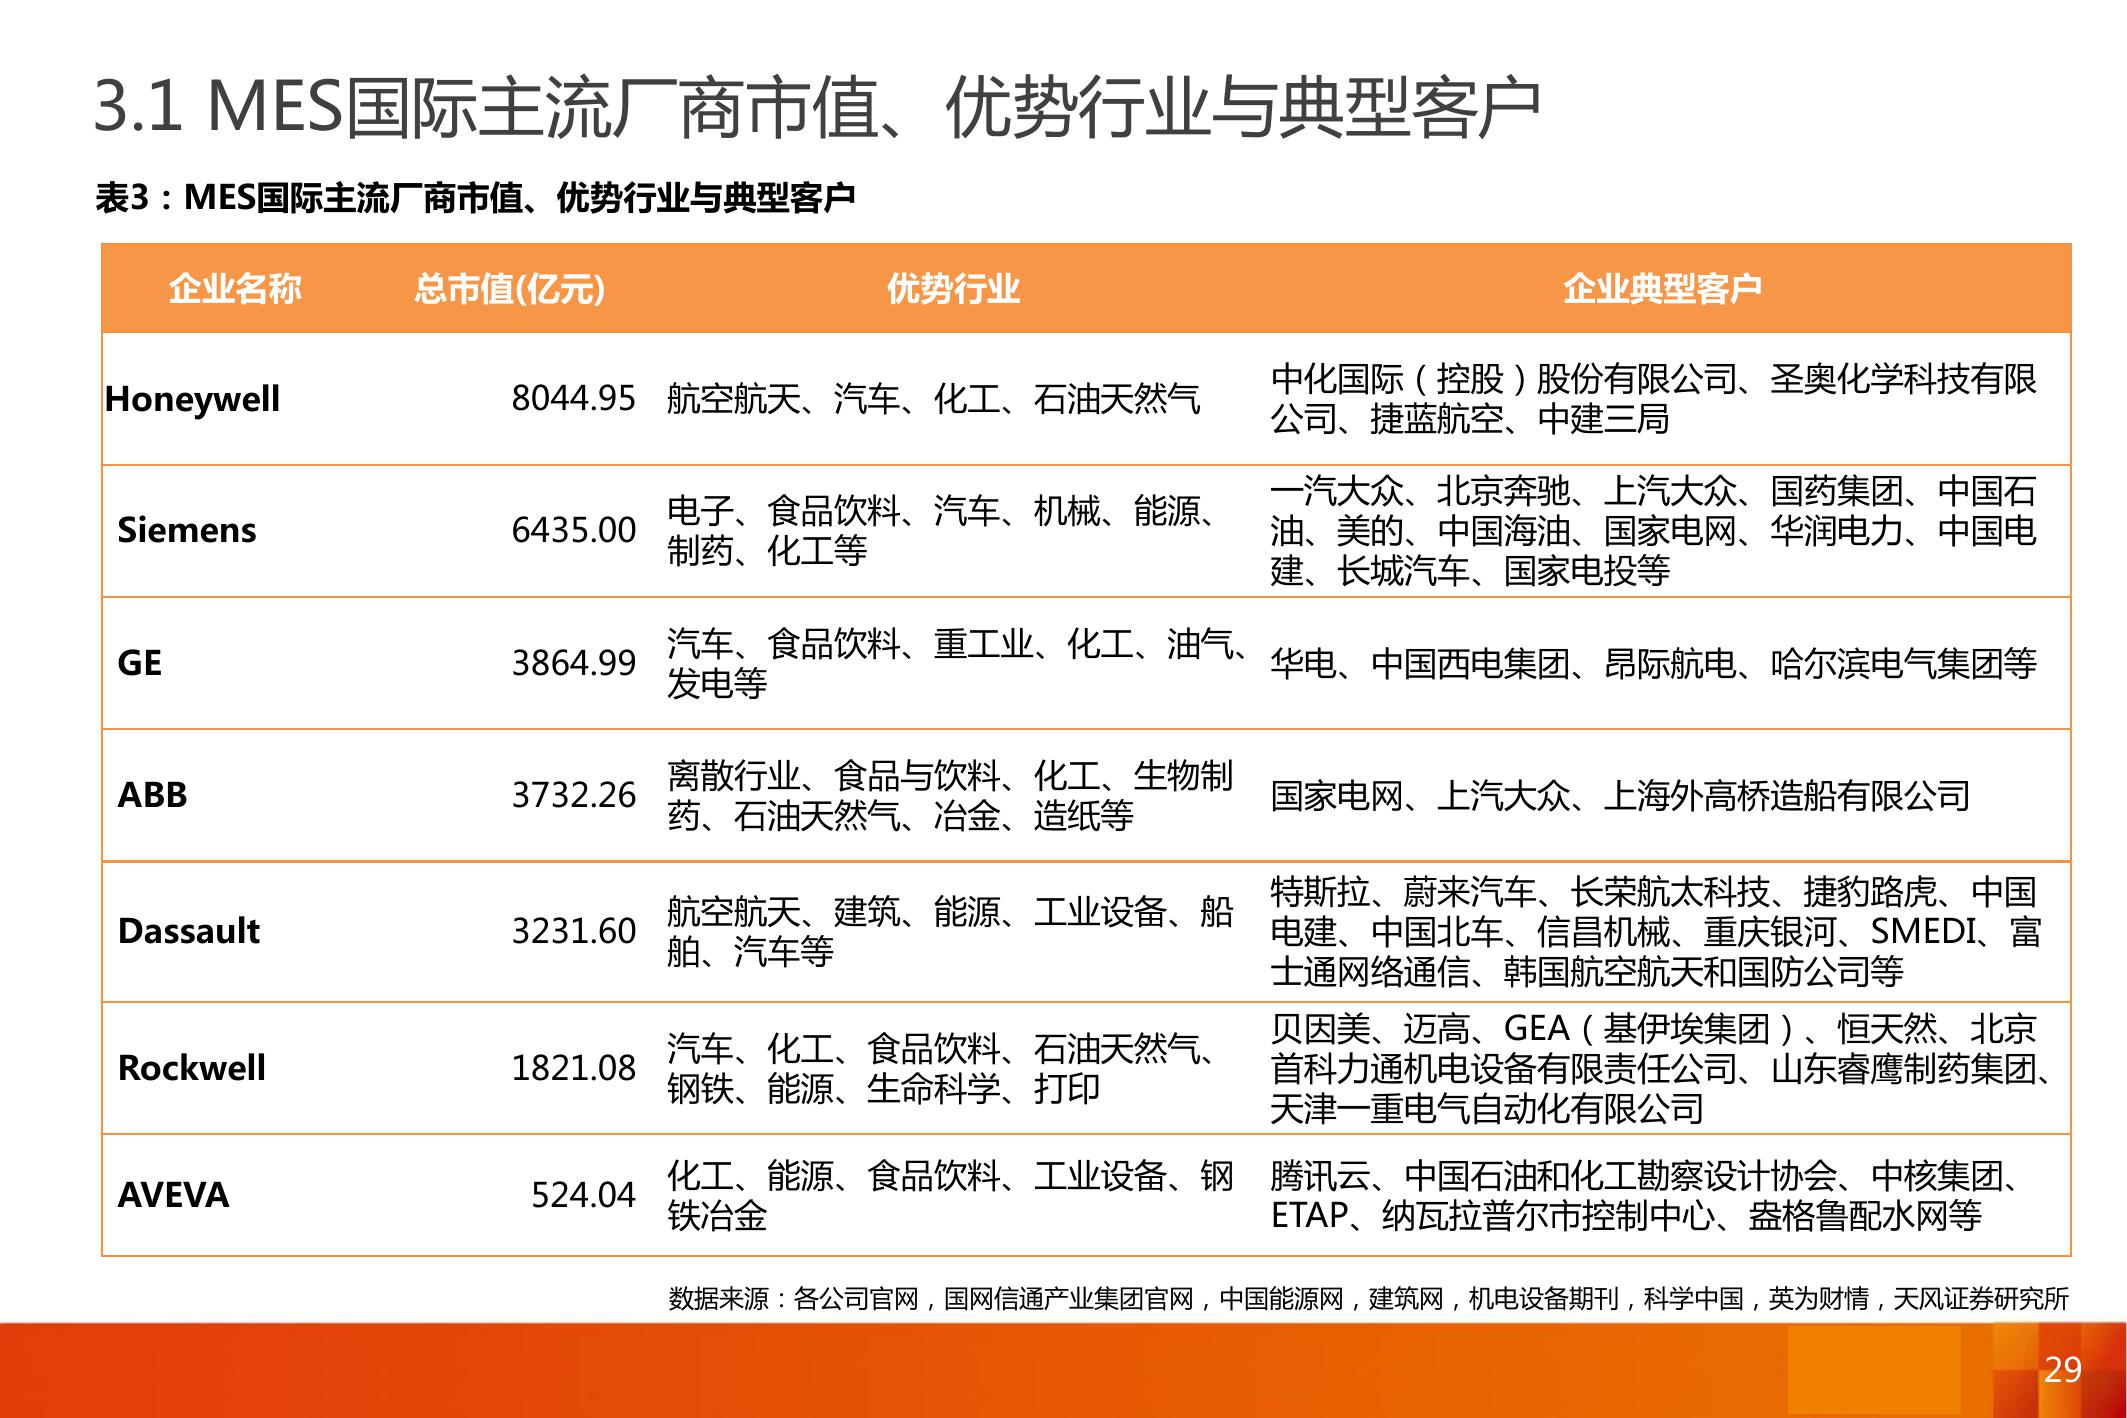 3.1 MES国际主流厂商市值、优势行业与典型客户
表3：MES国际主流厂商市值、优势行业与典型客户
企业名称 总市值(亿元) 优势行业 企业典型客户
Honeywell 8044.95 航空航天、汽车、化工、石油天然气
中化国际（控股）股份有限公司、圣奥化学科技有限
公司、捷蓝航空、中建三局
Siemens 6435.00
电子、食品饮料、汽车、机械、能源、
制药、化工等
一汽大众、北京奔驰、上汽大众、国药集团、中国石
油、美的、中国海油、国家电网、华润电力、中国电
建、长城汽车、国家电投等
GE 3864.99
汽车、食品饮料、重工业、化工、油气、
发电等
华电、中国西电集团、昂际航电、哈尔滨电气集团等
ABB 3732.26
离散行业、食品与饮料、化工、生物制
药、石油天然气、冶金、造纸等
国家电网、上汽大众、上海外高桥造船有限公司
Dassault 3231.60
航空航天、建筑、能源、工业设备、船
舶、汽车等
特斯拉、蔚来汽车、长荣航太科技、捷豹路虎、中国
电建、中国北车、信昌机械、重庆银河、SMEDI、富
士通网络通信、韩国航空航天和国防公司等
Rockwell 1821.08
汽车、化工、食品饮料、石油天然气、
钢铁、能源、生命科学、打印
贝因美、迈高、GEA（基伊埃集团）、恒天然、北京
首科力通机电设备有限责任公司、山东睿鹰制药集团、
天津一重电气自动化有限公司
AVEVA 524.04
化工、能源、食品饮料、工业设备、钢
铁冶金
腾讯云、中国石油和化工勘察设计协会、中核集团、
ETAP、纳瓦拉普尔市控制中心、盎格鲁配水网等
数据来源：各公司官网，国网信通产业集团官网，中国能源网，建筑网，机电设备期刊，科学中国，英为财情，天风证券研究所
29